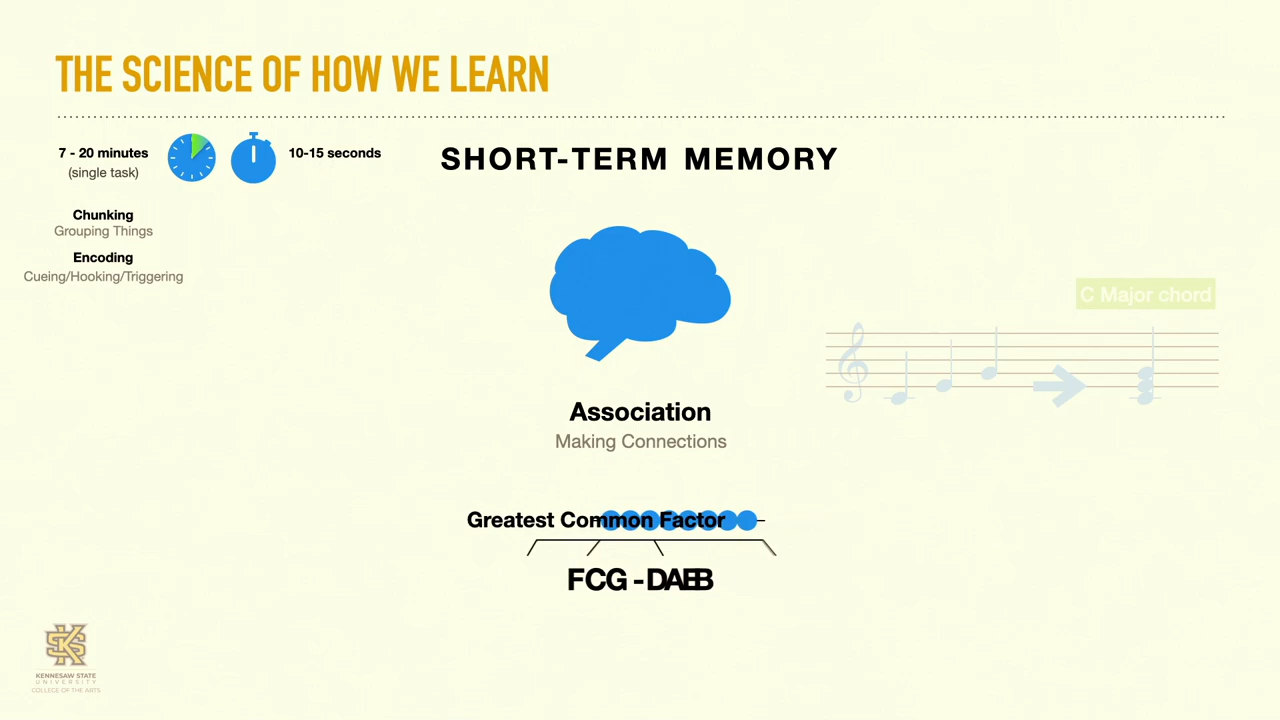 THE SCIENCE OF HOW WE LEARN
7 - 20 minutes
(single task)
10-15 seconds
SHORT-TERM MEMORY
Chunking
Grouping Things
Encoding
Cueing/Hooking/Triggering
C Major chord
Association
Making Connections
Greatest Common Factor
FCG - DA
KENNESAW STATE
UNIVERSITY
COLLEGE OF THE ARTS